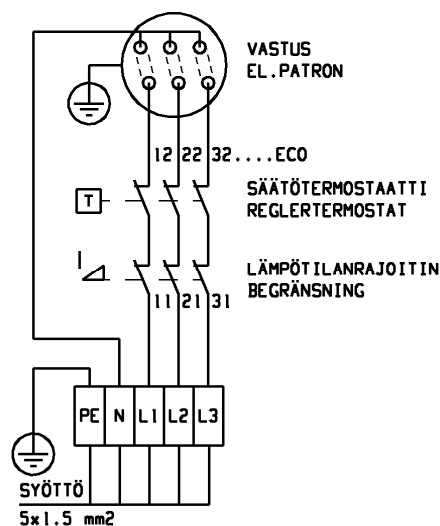 VASTUS
EL.PATRON
12 22 32....ECO
T
SÄÄTÖTERMOSTAATTI
REGLERTERMOSTAT
LÄMPÖTILANRAJOITIN
BEGRÄNSNING
11 21 31
PE N L1 L2 L3
SYÖTTÖ
5x1.5 mm2